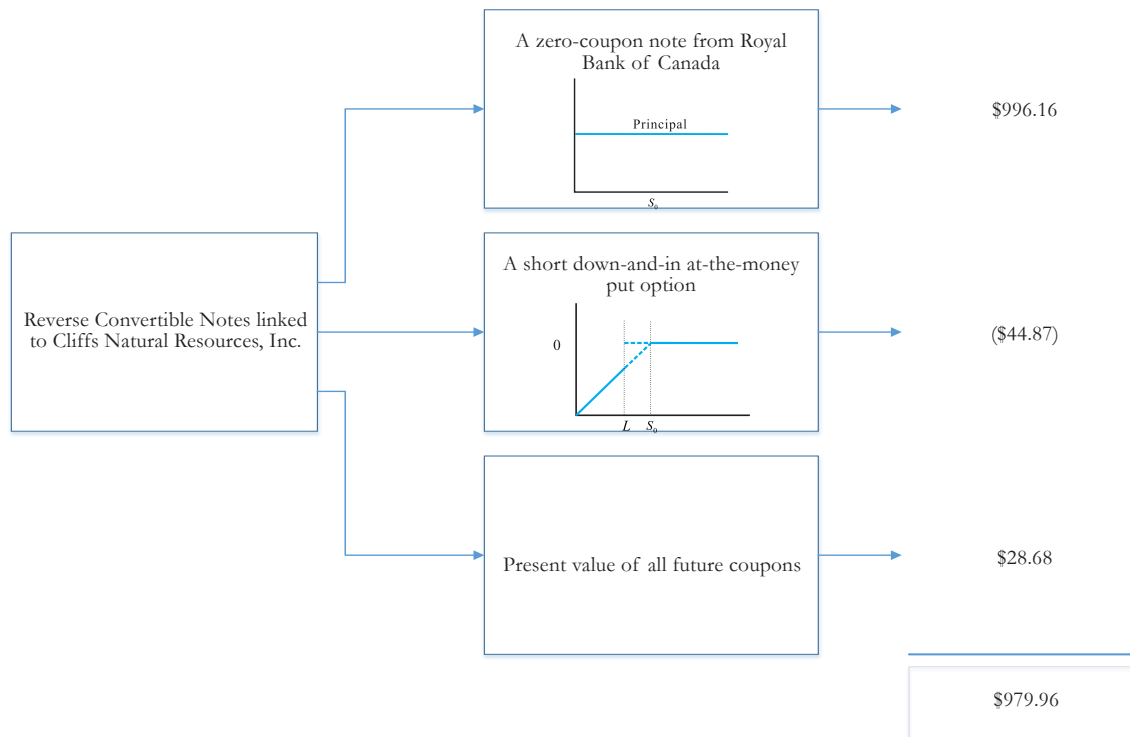 A zero-coupon note from Royal
Bank of Canada
Principal
S₀
$996.16
Reverse Convertible Notes linked
to Cliffs Natural Resources, Inc.
A short down-and-in at-the-money
put option
0
L S₀
($44.87)
Present value of all future coupons
$28.68
$979.96